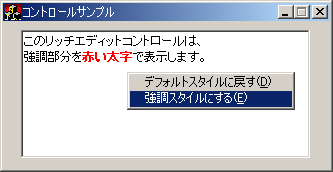 コントロールサンプル
このリッチエディットコントロールは、
強調部分を赤い太字で表示します。
デフォルトスタイルに戻す(D)
強調スタイルにする(E)